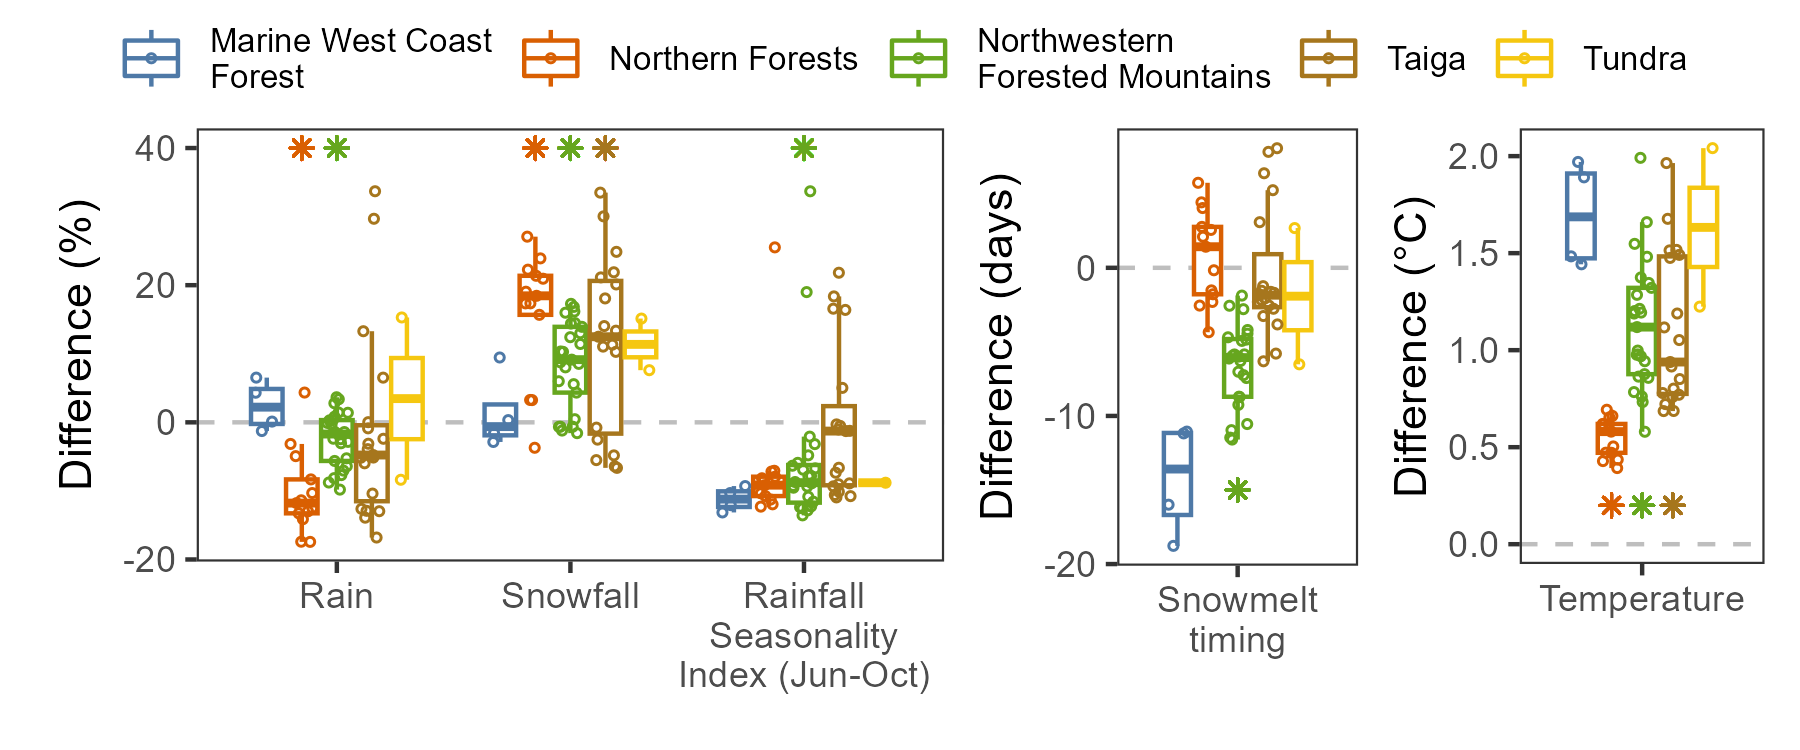 Marine West Coast
Forest
Northern Forests
Northwestern
Forested Mountains
Taiga
Tundra
Difference (%)
40
20
0
-20
Rain
Snowfall
Rainfall
Seasonality
Index (Jun-Oct)
Difference (days)
0
-10
-20
Snowmelt
timing
Difference (°C)
2.0
1.5
1.0
0.5
0.0
Temperature